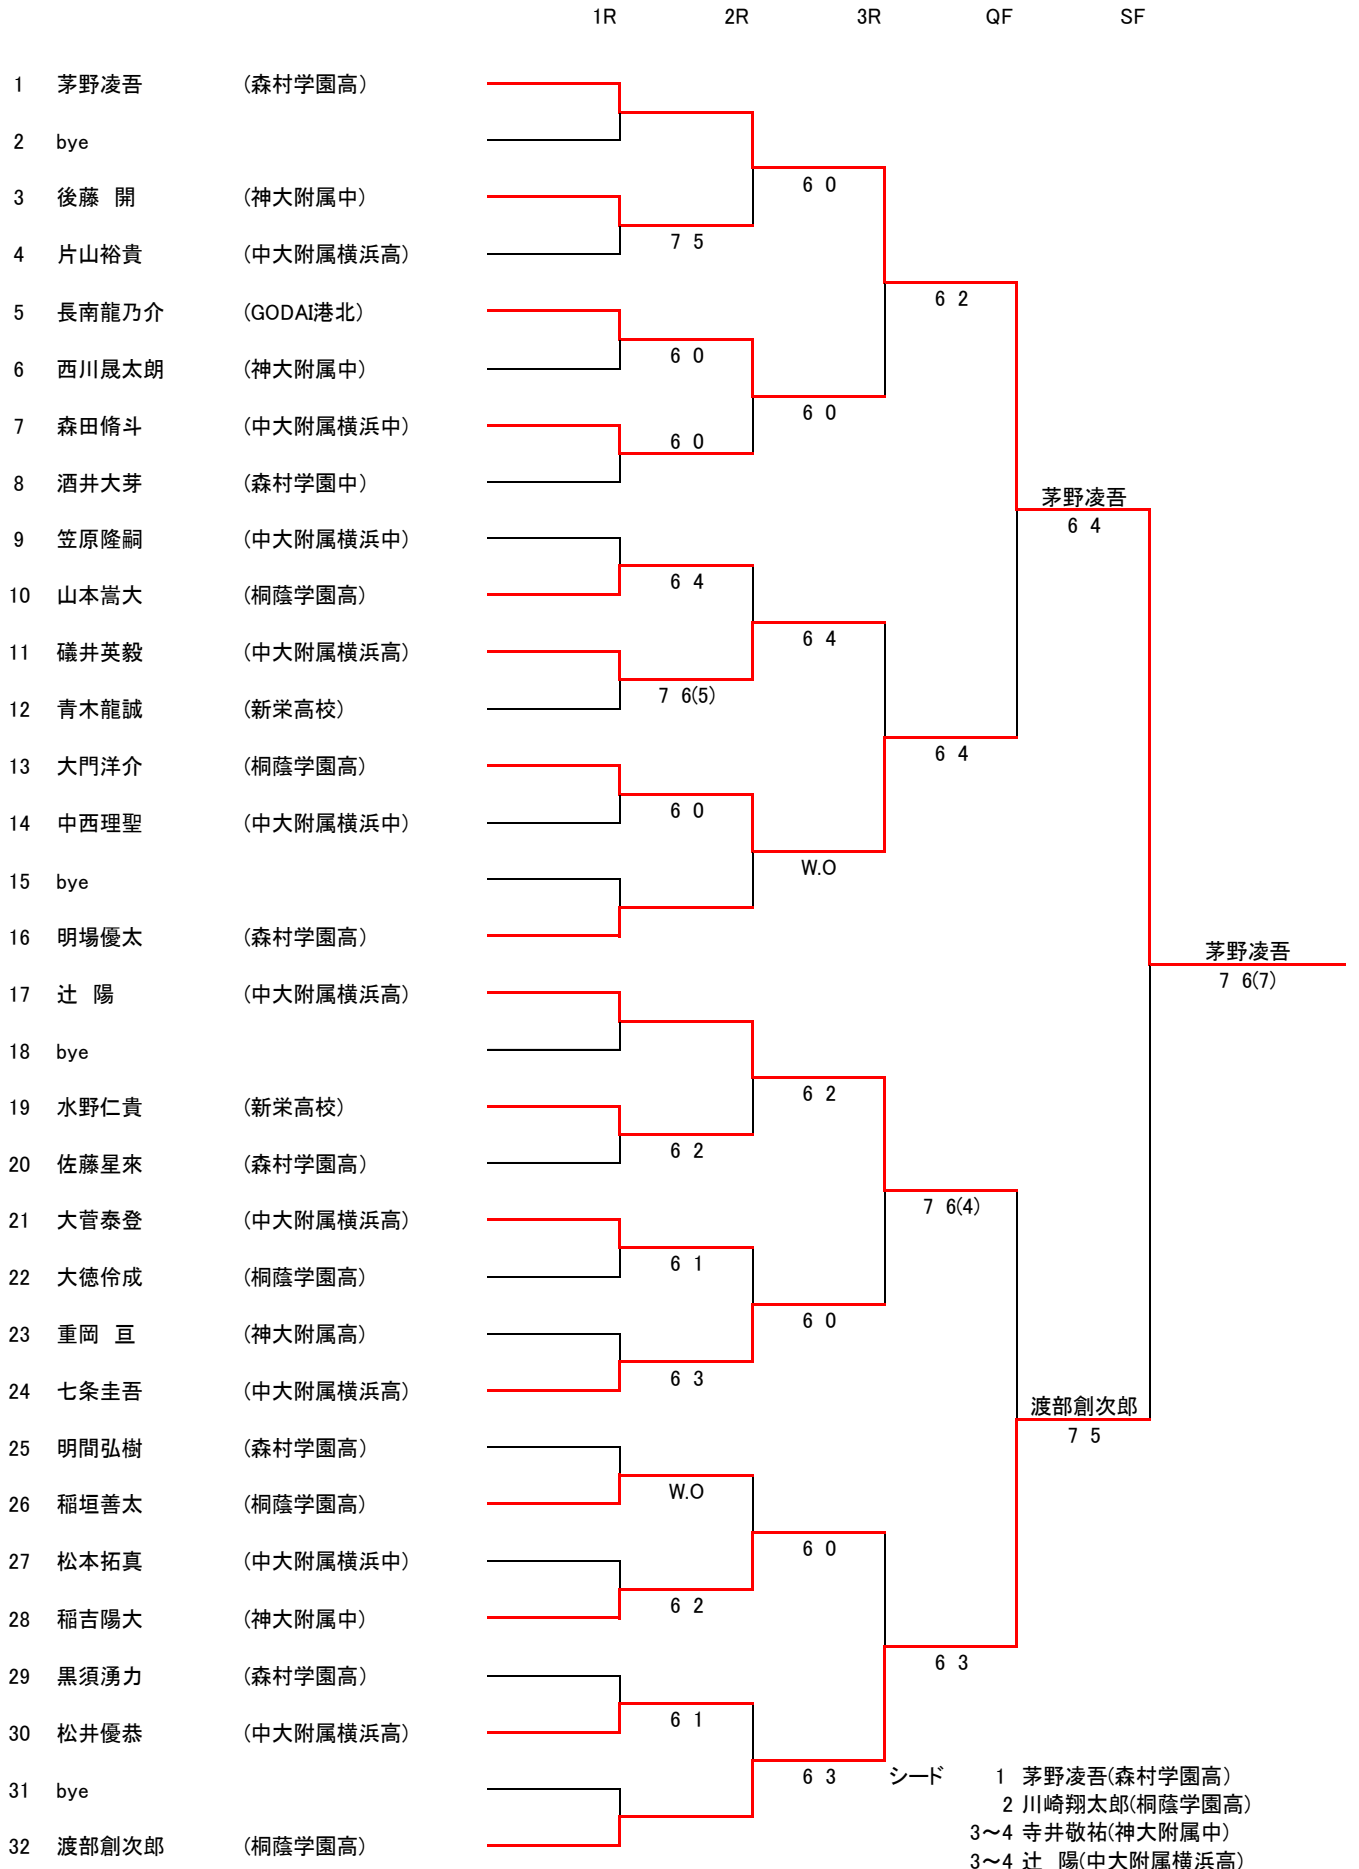 1R 2R 3R QF SF
1 茅野凌吾 (森村学園高)
2 bye
6 0
3 後藤 開 (神大附属中)
7 5
4 片山裕貴 (中大附属横浜高)
6 2
5 長南龍乃介 (GODAI港北)
6 0
6 西川晟太朗 (神大附属中)
6 0
7 森田脩斗 (中大附属横浜中)
6 0
8 酒井大芽 (森村学園中)
茅野凌吾
6 4
9 笠原隆嗣 (中大附属横浜中)
6 4
10 山本嵩大 (桐蔭学園高)
6 4
11 礒井英毅 (中大附属横浜高)
7 6(5)
12 青木龍誠 (新栄高校)
6 4
13 大門洋介 (桐蔭学園高)
6 0
14 中西理聖 (中大附属横浜中)
W.O
15 bye
16 明場優太 (森村学園高)
茅野凌吾
7 6(7)
17 辻 陽 (中大附属横浜高)
18 bye
6 2
19 水野仁貴 (新栄高校)
6 2
20 佐藤星來 (森村学園高)
7 6(4)
21 大菅泰登 (中大附属横浜高)
6 1
22 大徳伶成 (桐蔭学園高)
6 0
23 重岡 亘 (神大附属高)
6 3
24 七条圭吾 (中大附属横浜高)
渡部創次郎
7 5
25 明間弘樹 (森村学園高)
W.O
26 稲垣善太 (桐蔭学園高)
6 0
27 松本拓真 (中大附属横浜中)
6 2
28 稲吉陽大 (神大附属中)
6 3
29 黒須湧力 (森村学園高)
6 1
30 松井優恭 (中大附属横浜高)
6 3 シード 1 茅野凌吾(森村学園高)
31 bye
2 川崎翔太郎(桐蔭学園高)
3～4 寺井敬祐(神大附属中)
32 渡部創次郎 (桐蔭学園高)
3～4 辻 陽(中大附属横浜高)